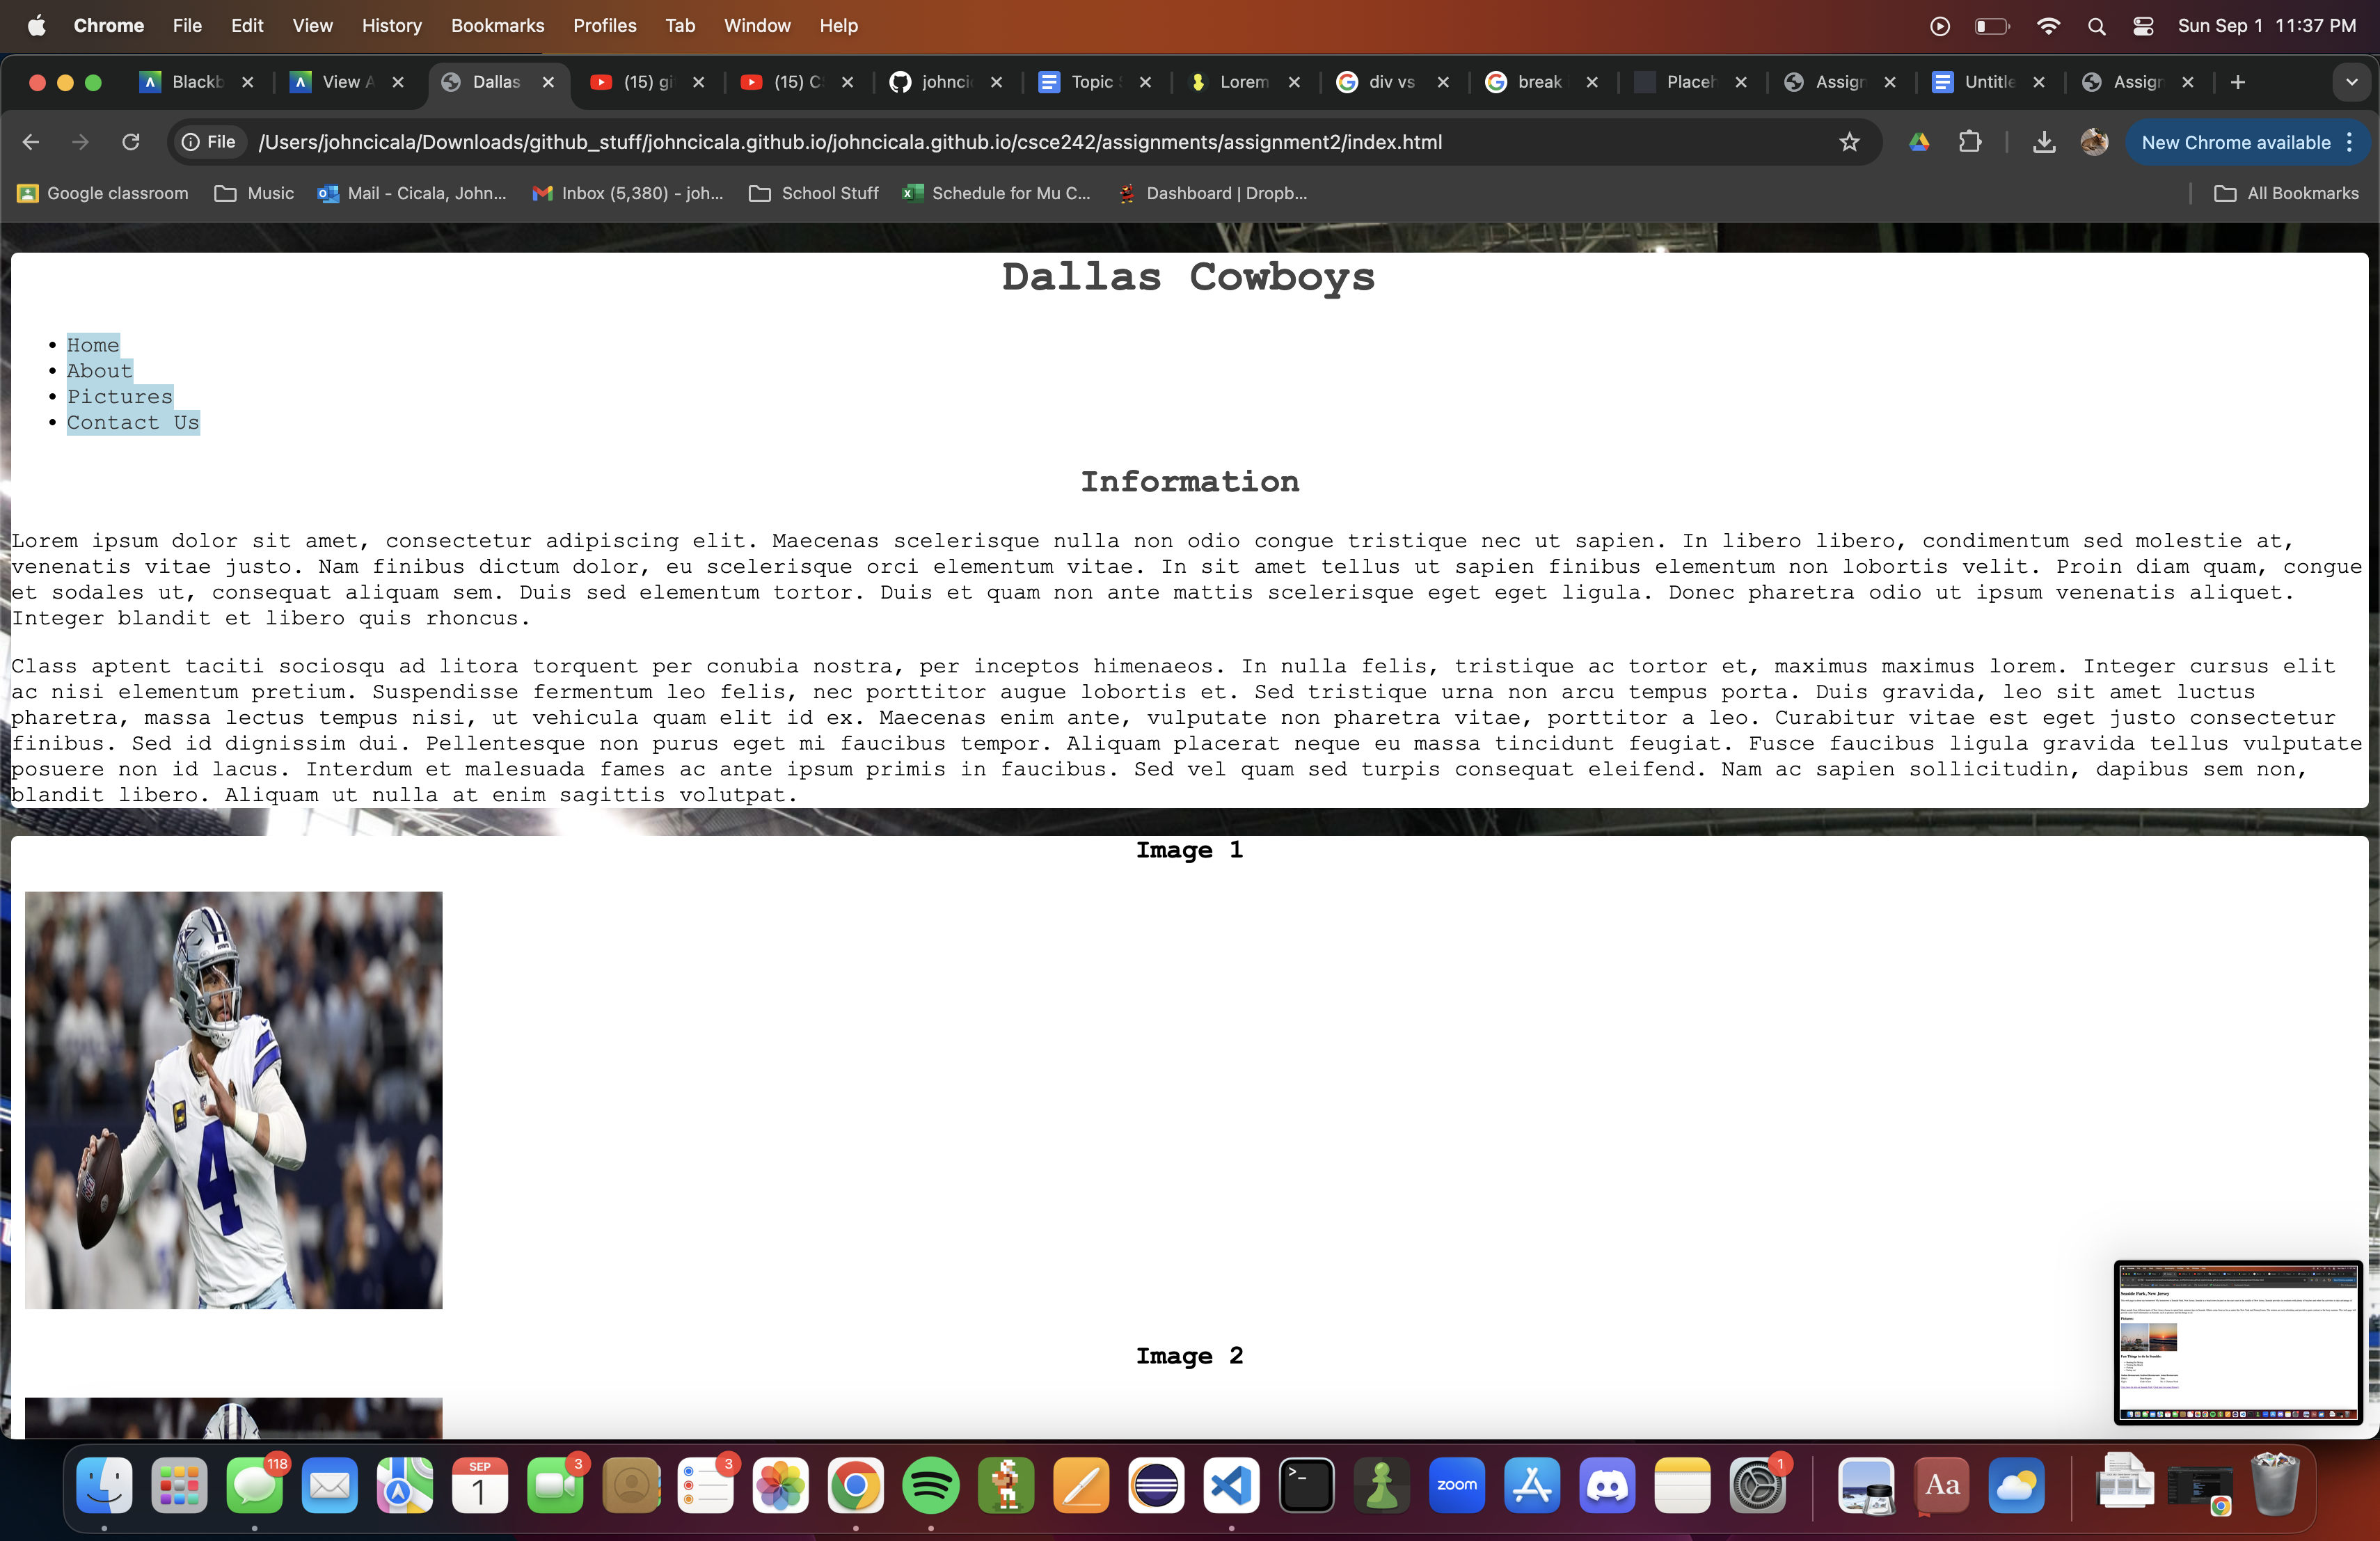 Chrome File Edit View History Bookmarks Profiles Tab Window Help Sun Sep 1 11:37 PM
Blackb View A Dallas (15) gi (15) C johnci Topic Lorem div vs break Placeh Assign Untitle Assign
File /Users/johncicala/Downloads/github_stuff/johncicala.github.io/johncicala.github.io/csce242/assignments/assignment2/index.html New Chrome available
Google classroom Music Mail - Cicala, John... Inbox (5,380) - joh... School Stuff Schedule for Mu C... Dashboard | Dropb... All Bookmarks
Dallas Cowboys
• Home
• About
• Pictures
• Contact Us
Information
Lorem ipsum dolor sit amet, consectetur adipiscing elit. Maecenas scelerisque nulla non odio congue tristique nec ut sapien. In libero libero, condimentum sed molestie at,
venenatis vitae justo. Nam finibus dictum dolor, eu scelerisque orci elementum vitae. In sit amet tellus ut sapien finibus elementum non lobortis velit. Proin diam quam, congue
et sodales ut, consequat aliquam sem. Duis sed elementum tortor. Duis et quam non ante mattis scelerisque eget eget ligula. Donec pharetra odio ut ipsum venenatis aliquet.
Integer blandit et libero quis rhoncus.
Class aptent taciti sociosqu ad litora torquent per conubia nostra, per inceptos himenaeos. In nulla felis, tristique ac tortor et, maximus maximus lorem. Integer cursus elit
ac nisi elementum pretium. Suspendisse fermentum leo felis, nec porttitor augue lobortis et. Sed tristique urna non arcu tempus porta. Duis gravida, leo sit amet luctus
pharetra, massa lectus tempus nisi, ut vehicula quam elit id ex. Maecenas enim ante, vulputate non pharetra vitae, porttitor a leo. Curabitur vitae est eget justo consectetur
finibus. Sed id dignissim dui. Pellentesque non purus eget mi faucibus tempor. Aliquam placerat neque eu massa tincidunt feugiat. Fusce faucibus ligula gravida tellus vulputate
posuere non id lacus. Interdum et malesuada fames ac ante ipsum primis in faucibus. Sed vel quam sed turpis consequat eleifend. Nam ac sapien sollicitudin, dapibus sem non,
blandit libero. Aliquam ut nulla at enim sagittis volutpat.
Image 1
4
Seaside Park, New Jersey
Image 2
118 SEP 1 3 3 zoom 1 Aa